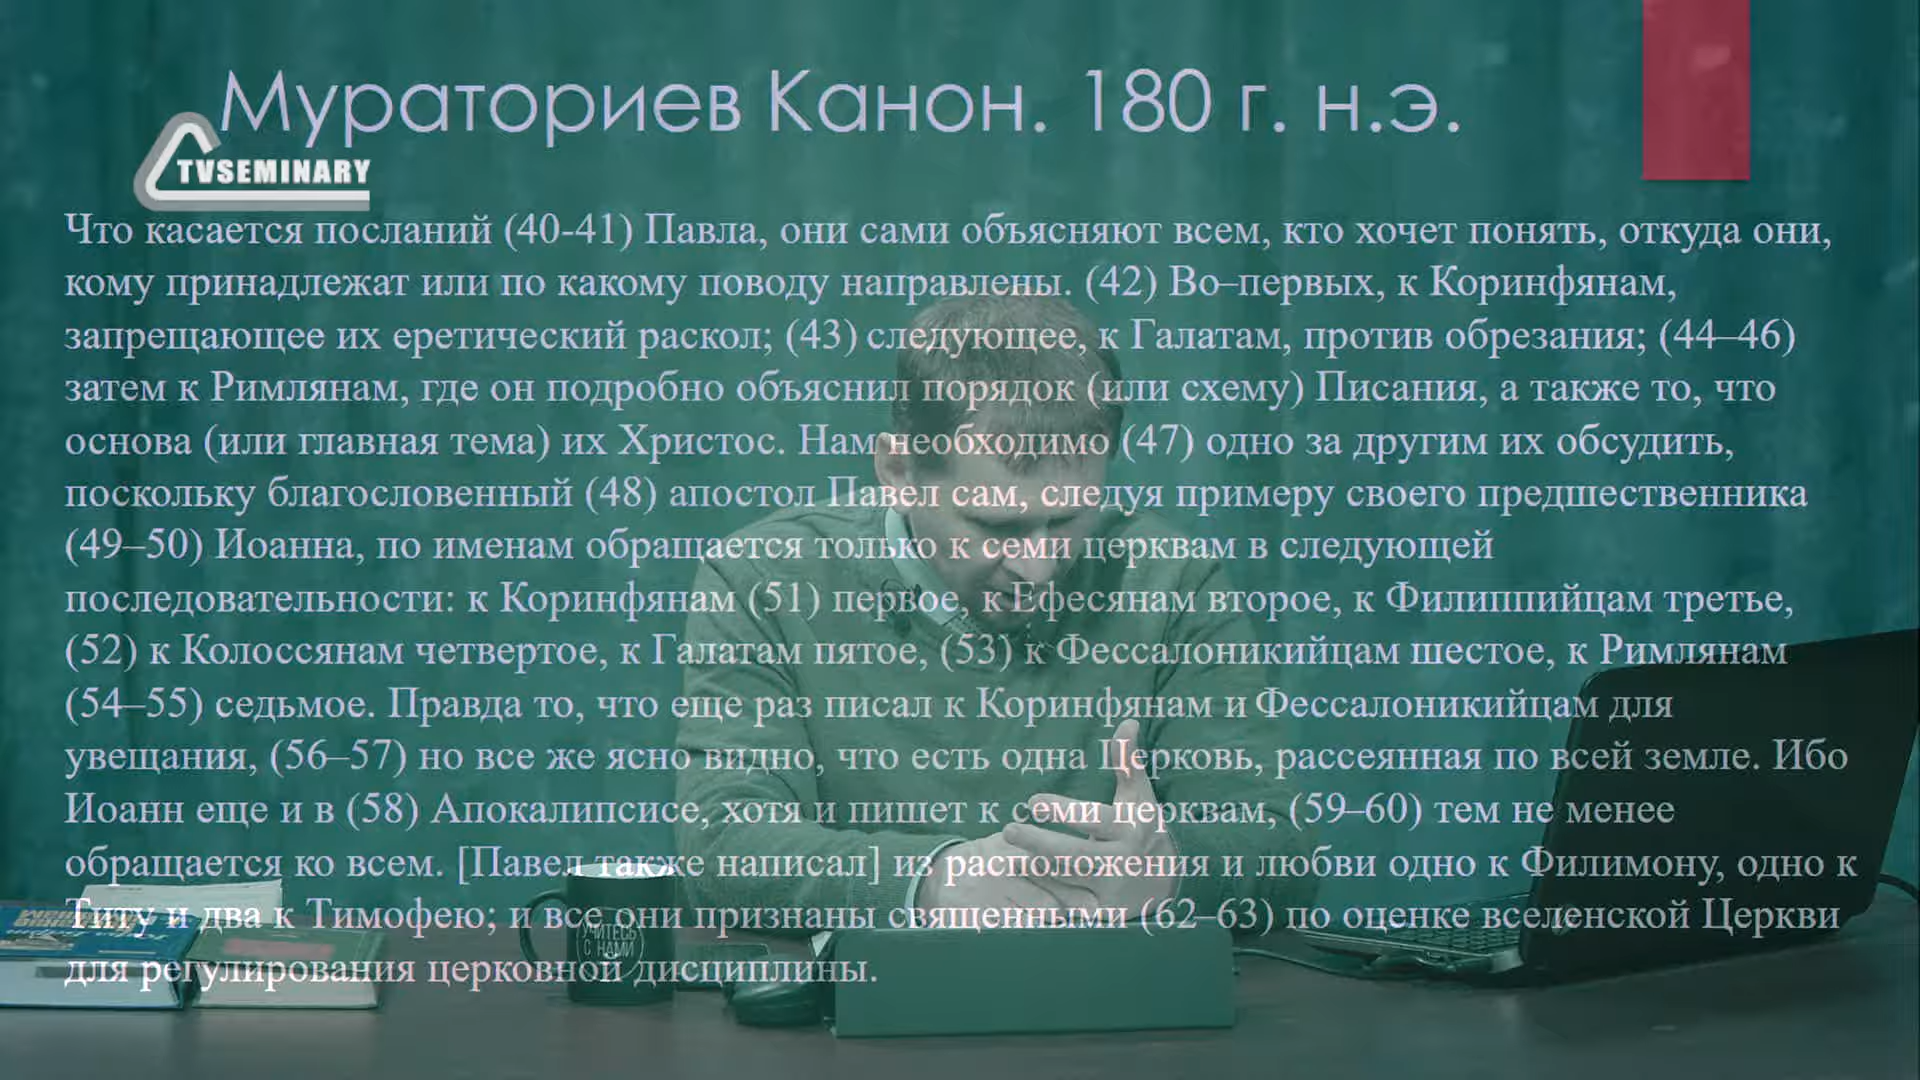 Мураториев Канон. 180 г. н.э.
TVSEMINARY
Что касается посланий (40-41) Павла, они сами объясняют всем, кто хочет понять, откуда они,
кому принадлежат или по какому поводу направлены. (42) Во–первых, к Коринфянам,
запрещающее их еретический раскол; (43) следующее, к Галатам, против обрезания; (44–46)
затем к Римлянам, где он подробно объяснил порядок (или схему) Писания, а также то, что
основа (или главная тема) их Христос. Нам необходимо (47) одно за другим их обсудить,
поскольку благословенный (48) апостол Павел сам, следуя примеру своего предшественника
(49–50) Иоанна, по именам обращается только к семи церквам в следующей
последовательности: к Коринфянам (51) первое, к Ефесянам второе, к Филиппийцам третье,
(52) к Колоссянам четвертое, к Галатам пятое, (53) к Фессалоникийцам шестое, к Римлянам
(54–55) седьмое. Правда то, что еще раз писал к Коринфянам и Фессалоникийцам для
увещания, (56–57) но все же ясно видно, что есть одна Церковь, рассеянная по всей земле. Ибо
Иоанн еще и в (58) Апокалипсисе, хотя и пишет к семи церквам, (59–60) тем не менее
обращается ко всем. [Павел также написал] из расположения и любви одно к Филимону, одно к
Титу и два к Тимофею; и все они признаны священными (62–63) по оценке вселенской Церкви
для регулирования церковной дисциплины.
УЧИТЕСЬ
С НАМИ